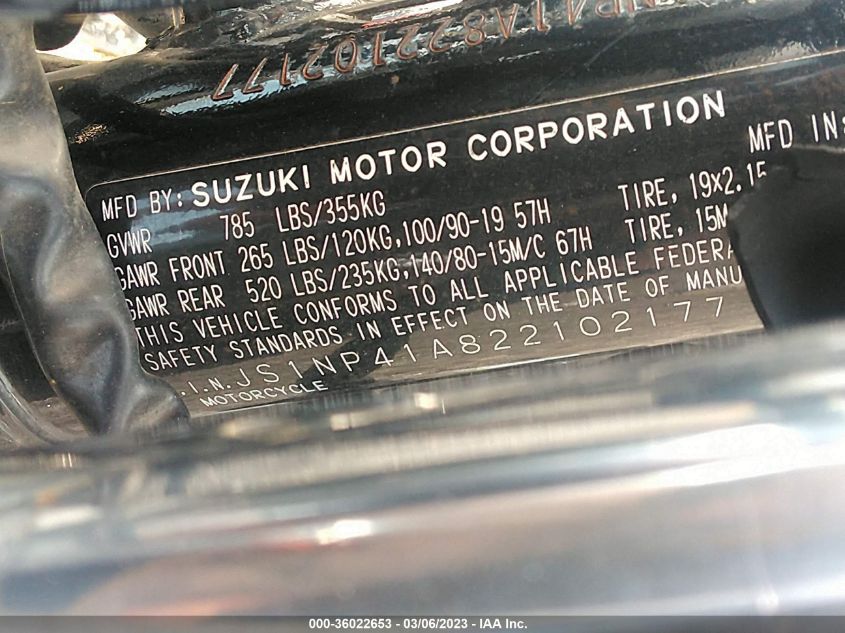 NP41A822102177
MFD BY: SUZUKI MOTOR CORPORATION MFD IN:
GVWR 785 LBS/355KG
GAWR FRONT 265 LBS/120KG, 100/90-19 57H TIRE, 19x2.15
GAWR REAR 520 LBS/235KG, 140/80-15M/C 67H TIRE, 15M
THIS VEHICLE CONFORMS TO ALL APPLICABLE FEDERA
SAFETY STANDARDS IN EFFECT ON THE DATE OF MANU
.I.N. JS1NP41A822102177
MOTORCYCLE
000-36022653 - 03/06/2023 - IAA Inc.